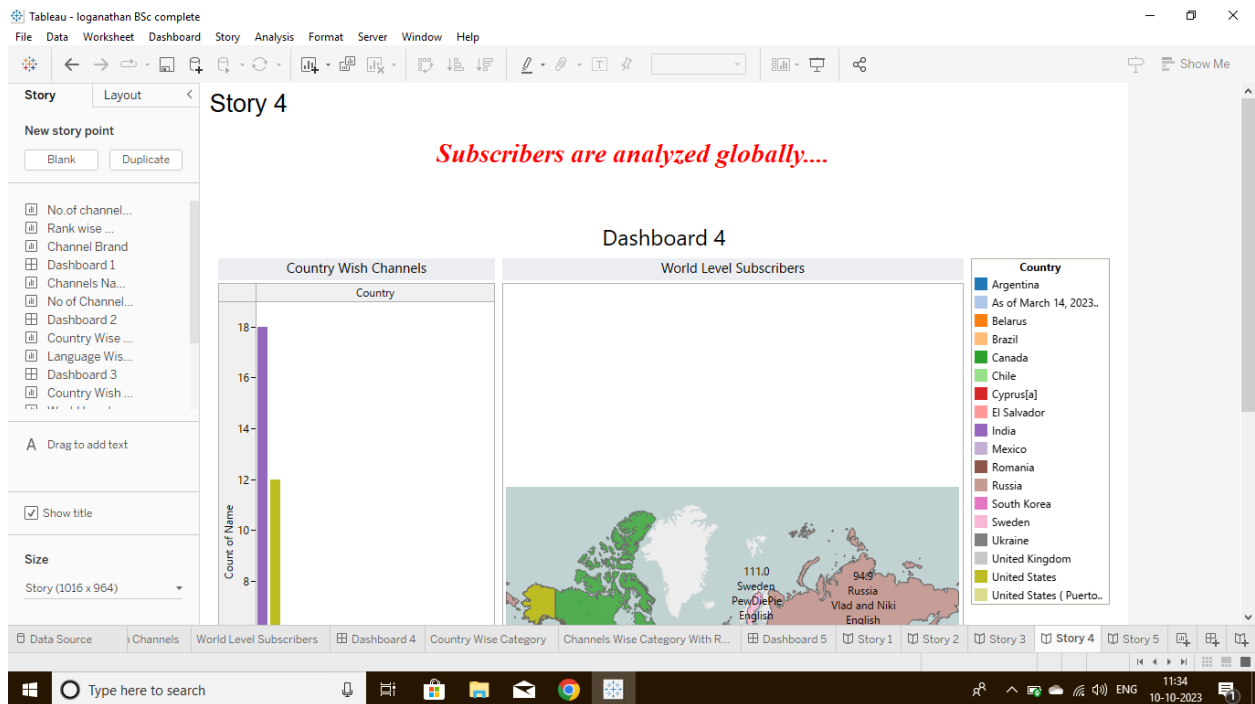 Tableau - loganathan BSc complete
File Data Worksheet Dashboard Story Analysis Format Server Window Help
Show Me
Story Layout
New story point
Blank Duplicate
No.of channel...
Rank wise ...
Channel Brand
Dashboard 1
Channels Na...
No of Channel...
Dashboard 2
Country Wise ...
Language Wis...
Dashboard 3
Country Wish ...
A Drag to add text
Show title
Size
Story (1016 x 964)
Story 4
Subscribers are analyzed globally....
Dashboard 4
Country Wish Channels
Country
Count of Name
18
16
14
12
10
8
World Level Subscribers
111.0
Sweden
PewDiePie
English
94.9
Russia
Vlad and Niki
English
Country
Argentina
As of March 14, 2023..
Belarus
Brazil
Canada
Chile
Cyprus[a]
El Salvador
India
Mexico
Romania
Russia
South Korea
Sweden
Ukraine
United Kingdom
United States
United States ( Puerto..
Data Source Channels World Level Subscribers Dashboard 4 Country Wise Category Channels Wise Category With R... Dashboard 5 Story 1 Story 2 Story 3 Story 4 Story 5
Type here to search
ENG
11:34
10-10-2023
1